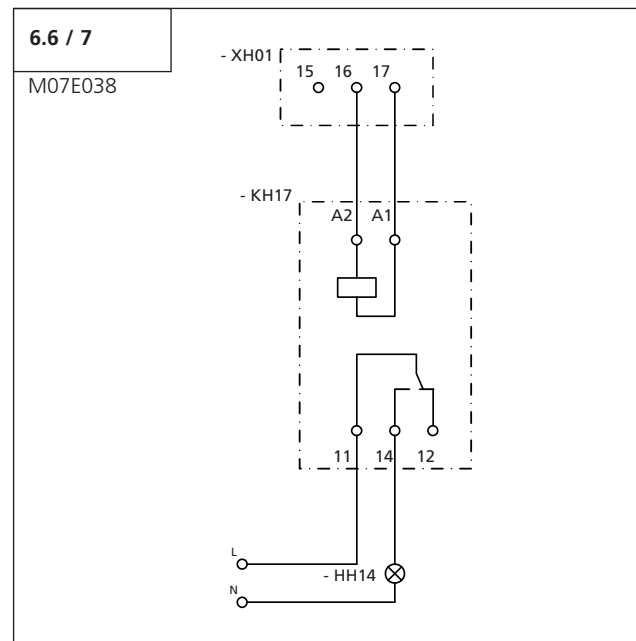 6.6 / 7
M07E038
- XH01
15 16 17
- KH17
A2 A1
11 14 12
L
- HH14
N